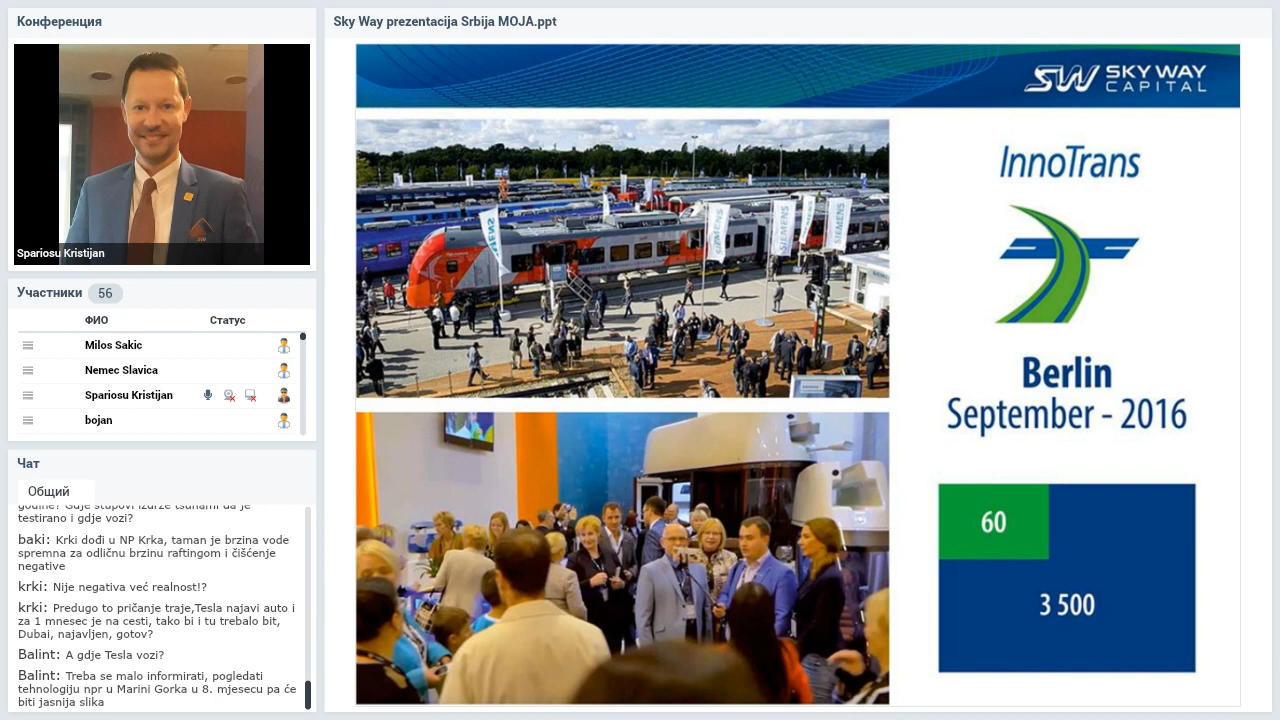 Конференция
Spariosu Kristijan
Участники 56
ФИО Статус
Milos Sakic
Nemec Slavica
Spariosu Kristijan
bojan
Чат
Общий
godine? Gdje stupovi izdrže tsunami da je
testirano i gdje vozi?
baki: Krki dođi u NP Krka, taman je brzina vode
spremna za odličnu brzinu raftingom i čišćenje
negative
krki: Nije negativa već realnost!?
krki: Predugo to pričanje traje,Tesla najavi auto i
za 1 mnesec je na cesti, tako bi i tu trebalo bit,
Dubai, najavljen, gotov?
Balint: A gdje Tesla vozi?
Balint: Treba se malo informirati, pogledati
tehnologiju npr u Marini Gorka u 8. mjesecu pa će
biti jasnija slika
Sky Way prezentacija Srbija MOJA.ppt
SW SKY WAY
CAPITAL
SIEMENS
SIEMENS
SIEMENS
InnoTrans
Berlin
September - 2016
60
3 500